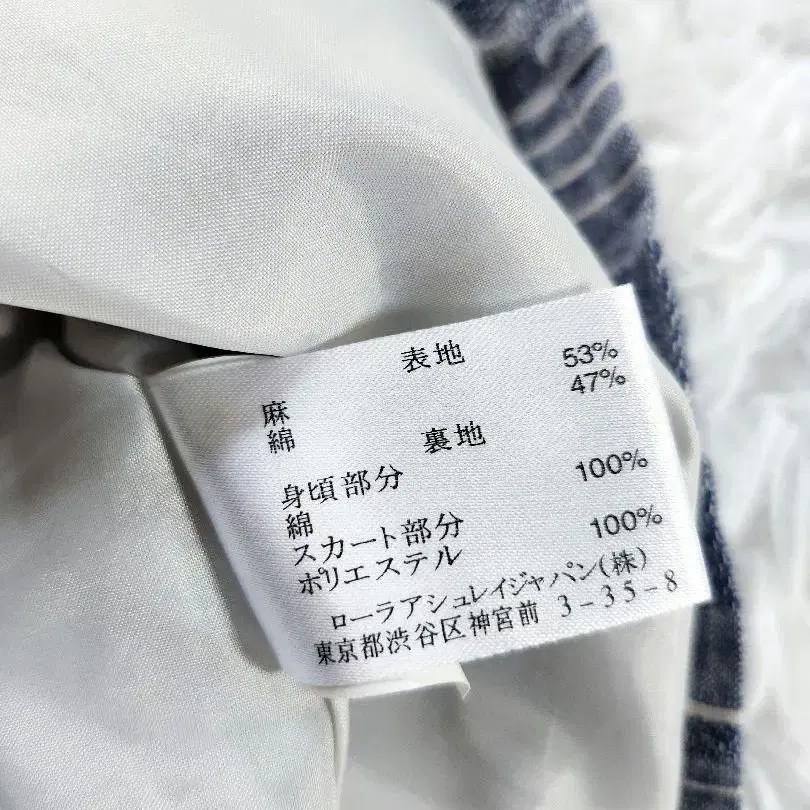 表地
麻 53%
綿 47%
裏地
身頃部分
綿 100%
スカート部分
ポリエステル 100%
ローラアシュレイジャパン(株)
東京都渋谷区神宮前 3-35-8